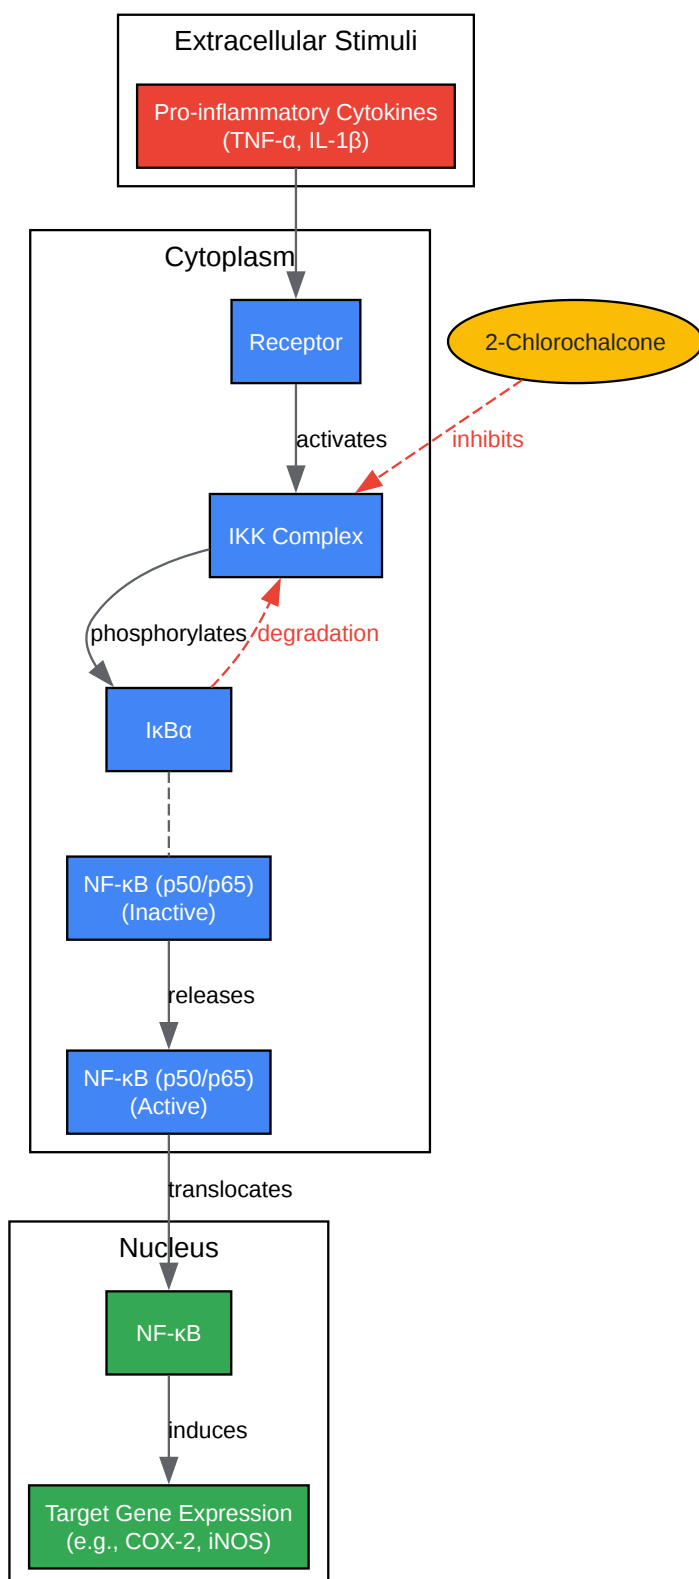 Extracellular Stimuli
Pro-inflammatory Cytokines
(TNF-α, IL-1β)
Cytoplasm
Receptor
2-Chlorochalcone
activates
inhibits
IKK Complex
phosphorylates
degradation
IκBα
NF-κB (p50/p65)
(Inactive)
releases
NF-κB (p50/p65)
(Active)
translocates
Nucleus
NF-κB
induces
Target Gene Expression
(e.g., COX-2, iNOS)